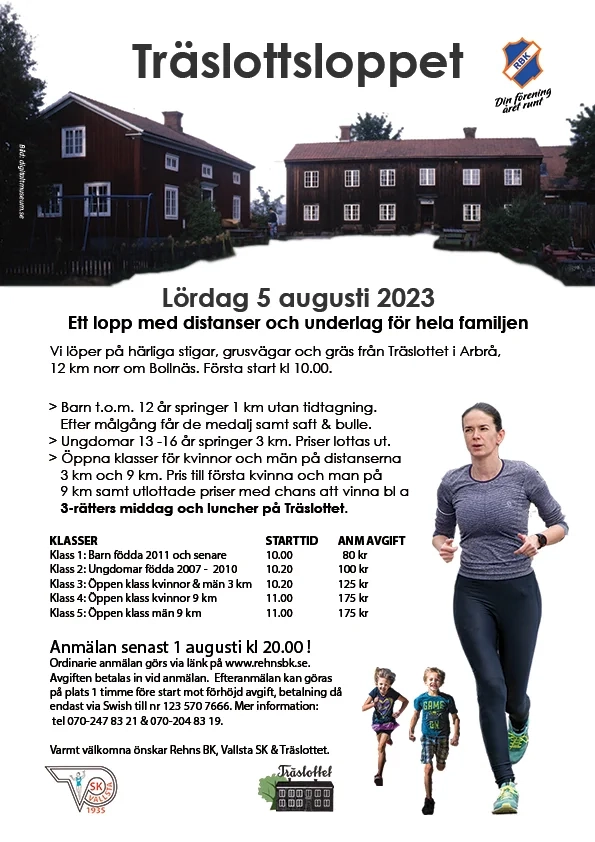 Träslottsloppet
RBK
Din förening
året runt
Bild: digitaltmuseum.se
Lördag 5 augusti 2023
Ett lopp med distanser och underlag för hela familjen
Vi löper på härliga stigar, grusvägar och gräs från Träslottet i Arbrå,
12 km norr om Bollnäs. Första start kl 10.00.
> Barn t.o.m. 12 år springer 1 km utan tidtagning.
Efter målgång får de medalj samt saft & bulle.
> Ungdomar 13 -16 år springer 3 km. Priser lottas ut.
> Öppna klasser för kvinnor och män på distanserna
3 km och 9 km. Pris till första kvinna och man på
9 km samt utlottade priser med chans att vinna bl a
3-rätters middag och luncher på Träslottet.
KLASSER STARTTID ANM AVGIFT
Klass 1: Barn födda 2011 och senare 10.00 80 kr
Klass 2: Ungdomar födda 2007 - 2010 10.20 100 kr
Klass 3: Öppen klass kvinnor & män 3 km 10.20 125 kr
Klass 4: Öppen klass kvinnor 9 km 11.00 175 kr
Klass 5: Öppen klass män 9 km 11.00 175 kr
Anmälan senast 1 augusti kl 20.00 !
Ordinarie anmälan görs via länk på www.rehnsbk.se.
Avgiften betalas in vid anmälan. Efteranmälan kan göras
på plats 1 timme före start mot förhöjd avgift, betalning då
endast via Swish till nr 123 570 7666. Mer information:
tel 070-247 83 21 & 070-204 83 19.
Varmt välkomna önskar Rehns BK, Vallsta SK & Träslottet.
SK
VALLSTA
1935
Träslottet